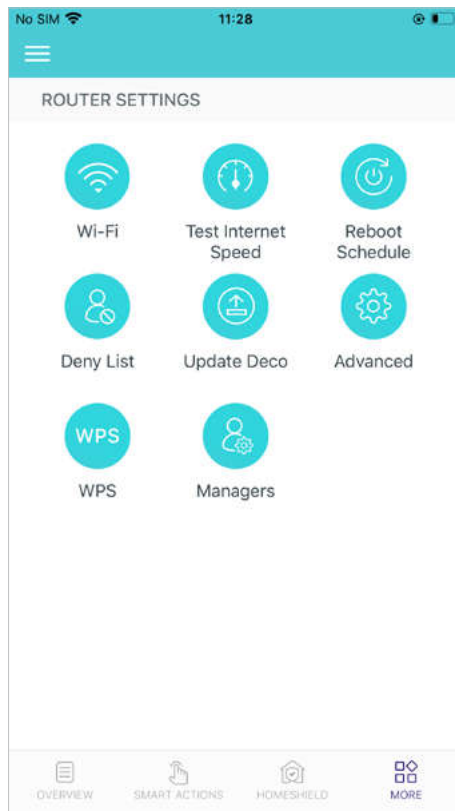 No SIM 11:28
ROUTER SETTINGS
Wi-Fi Test Internet Speed Reboot Schedule
Deny List Update Deco Advanced
WPS
WPS Managers
OVERVIEW SMART ACTIONS HOMESHIELD MORE